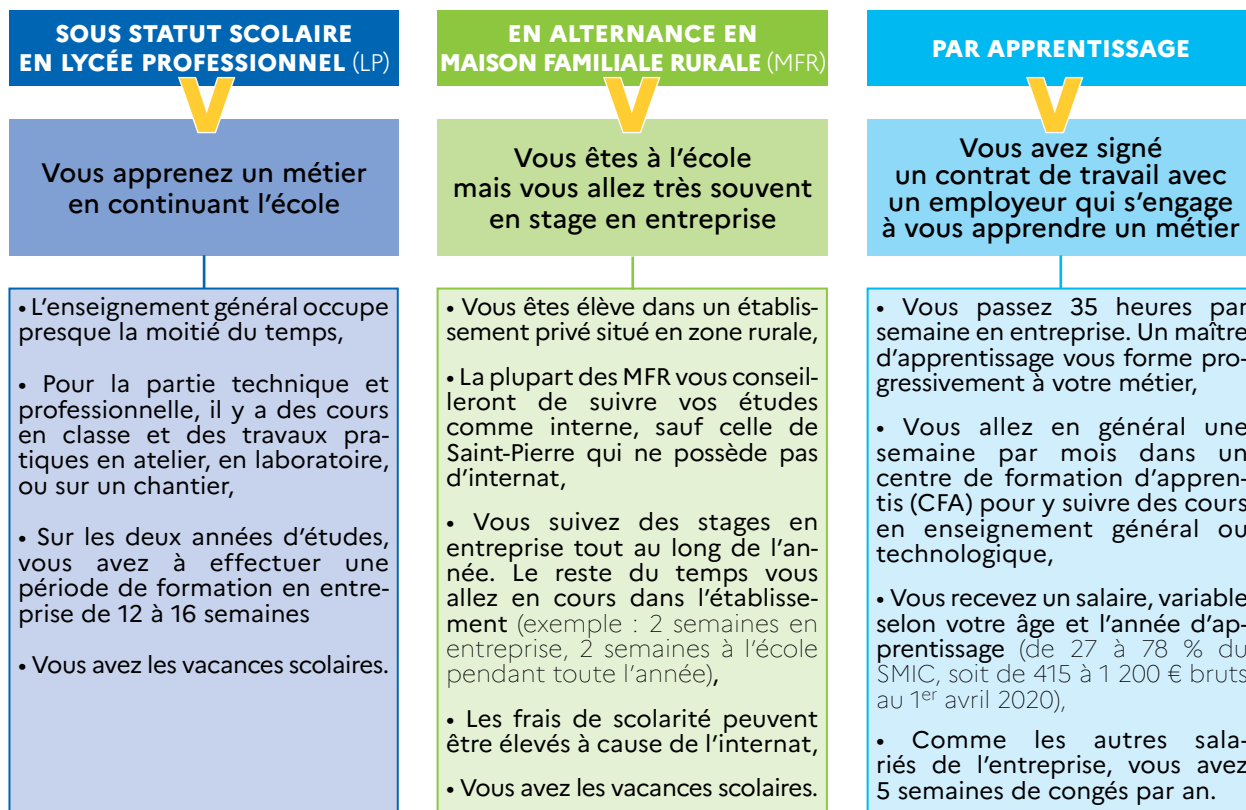 SOUS STATUT SCOLAIRE
EN LYCÉE PROFESSIONNEL (LP)
Vous apprenez un métier
en continuant l'école
• L'enseignement général occupe
presque la moitié du temps,
• Pour la partie technique et
professionnelle, il y a des cours
en classe et des travaux pra-
tiques en atelier, en laboratoire,
ou sur un chantier,
• Sur les deux années d'études,
vous avez à effectuer une
période de formation en entre-
prise de 12 à 16 semaines
• Vous avez les vacances scolaires.
EN ALTERNANCE EN
MAISON FAMILIALE RURALE (MFR)
Vous êtes à l'école
mais vous allez très souvent
en stage en entreprise
• Vous êtes élève dans un établis-
sement privé situé en zone rurale,
• La plupart des MFR vous conseil-
leront de suivre vos études
comme interne, sauf celle de
Saint-Pierre qui ne possède pas
d'internat,
• Vous suivez des stages en
entreprise tout au long de l'an-
née. Le reste du temps vous
allez en cours dans l'établisse-
ment (exemple : 2 semaines en
entreprise, 2 semaines à l'école
pendant toute l'année),
• Les frais de scolarité peuvent
être élevés à cause de l'internat,
• Vous avez les vacances scolaires.
PAR APPRENTISSAGE
Vous avez signé
un contrat de travail avec
un employeur qui s'engage
à vous apprendre un métier
• Vous passez 35 heures par
semaine en entreprise. Un maître
d'apprentissage vous forme pro-
gressivement à votre métier,
• Vous allez en général une
semaine par mois dans un
centre de formation d'appren-
tis (CFA) pour y suivre des cours
en enseignement général ou
technologique,
• Vous recevez un salaire, variable
selon votre âge et l'année d'ap-
prentissage (de 27 à 78 % du
SMIC, soit de 415 à 1 200 € bruts
au 1er avril 2020),
• Comme les autres sala-
riés de l'entreprise, vous avez
5 semaines de congés par an.